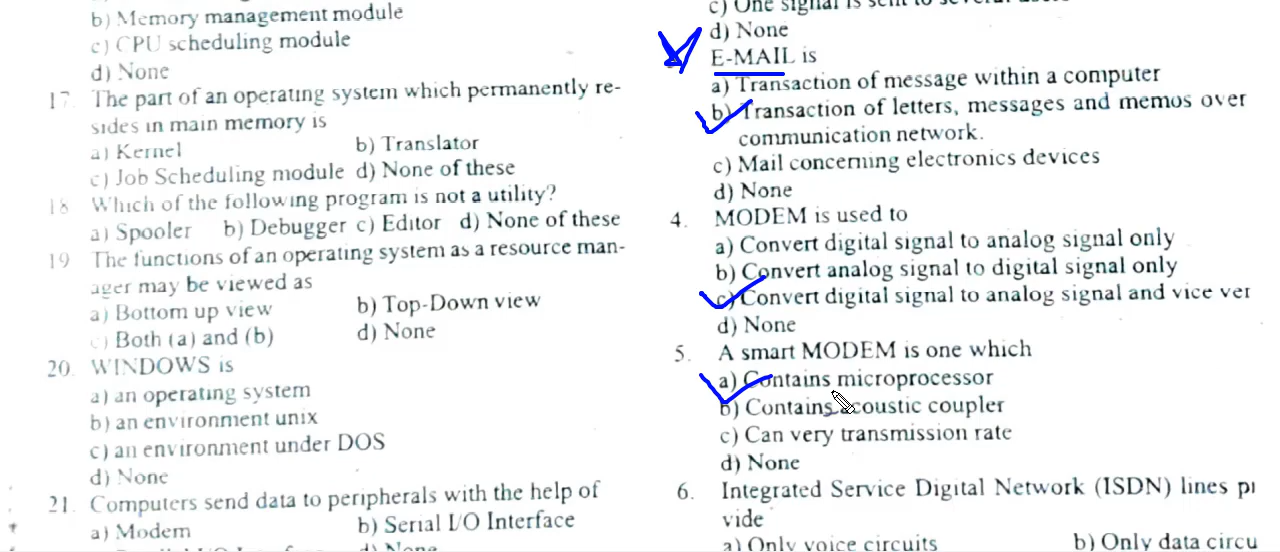 b) Memory management module
c) CPU scheduling module
d) None
17. The part of an operating system which permanently re-
sides in main memory is
a) Kernel b) Translator
c) Job Scheduling module d) None of these
18. Which of the following program is not a utility?
a) Spooler b) Debugger c) Editor d) None of these
19 The functions of an operating system as a resource man-
ager may be viewed as
a) Bottom up view b) Top-Down view
c) Both (a) and (b) d) None
20. WINDOWS is
a) an operating system
b) an environment unix
c) an environment under DOS
d) None
21. Computers send data to peripherals with the help of
a) Modem b) Serial I/O Interface
d) None
c) One signal is sent to several
d) None
E-MAIL is
a) Transaction of message within a computer
b) Transaction of letters, messages and memos over
communication network.
c) Mail concerning electronics devices
d) None
4. MODEM is used to
a) Convert digital signal to analog signal only
b) Convert analog signal to digital signal only
c) Convert digital signal to analog signal and vice ver
d) None
5. A smart MODEM is one which
a) Contains microprocessor
b) Contains acoustic coupler
c) Can very transmission rate
d) None
6. Integrated Service Digital Network (ISDN) lines
vide
a) Only voice circuits b) Only data circu